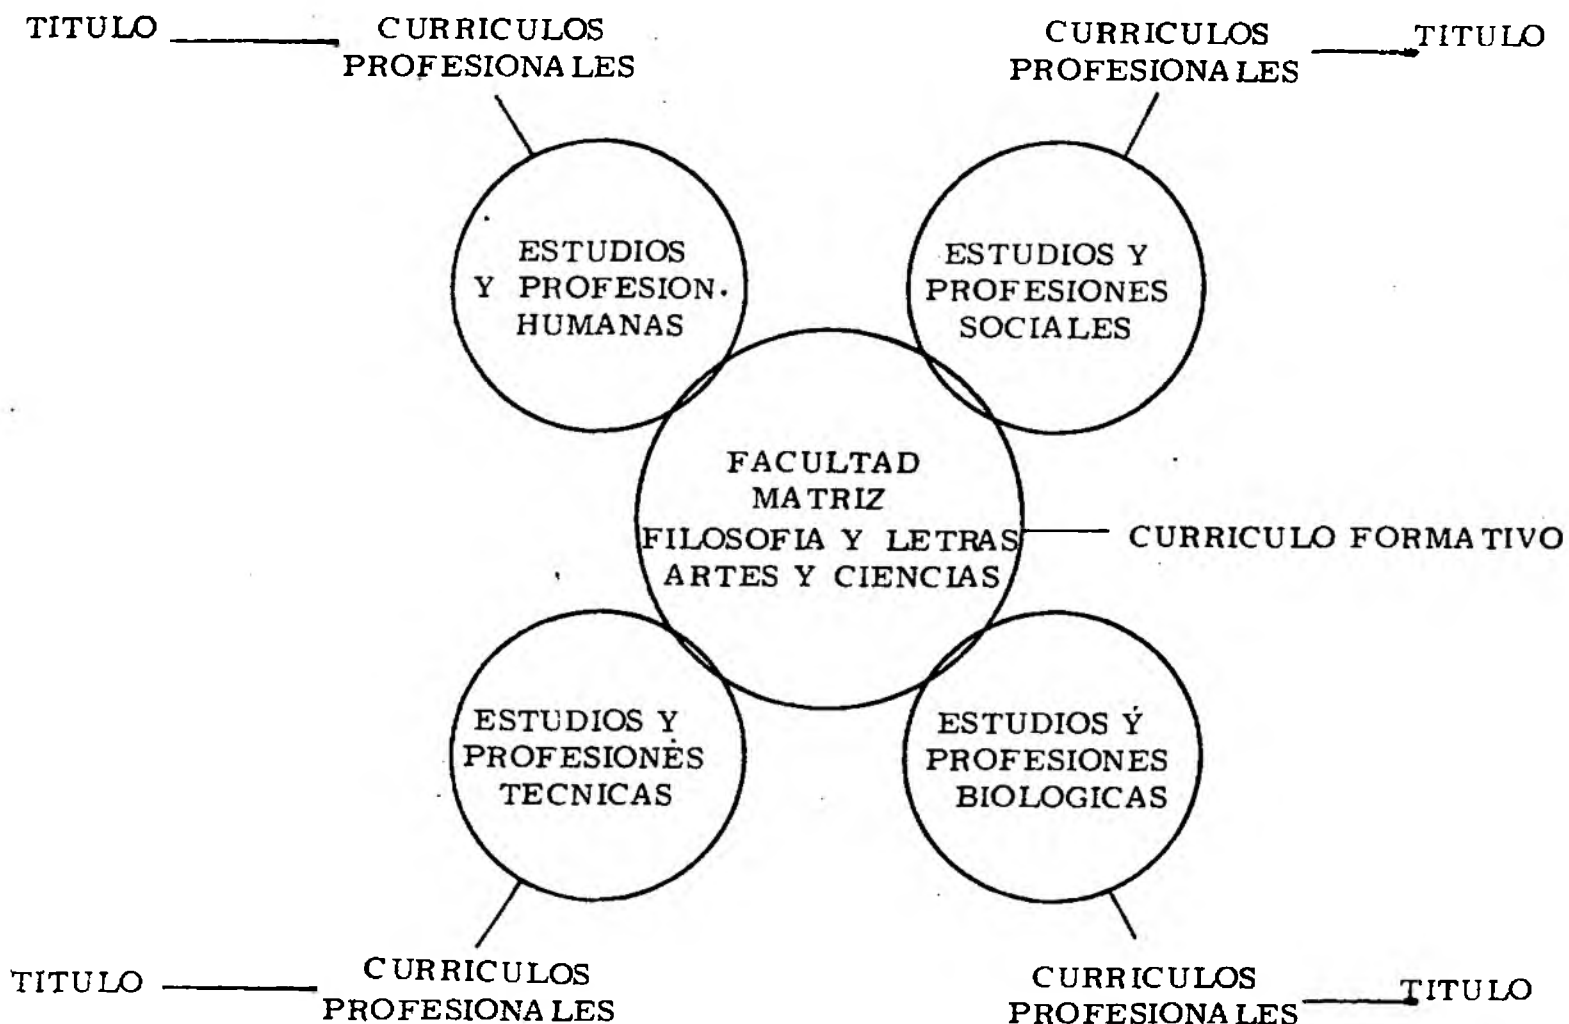 TITULO
CURRICULOS
PROFESIONALES
CURRICULOS
PROFESIONALES
TITULO
ESTUDIOS
Y PROFESION.
HUMANAS
ESTUDIOS Y
PROFESIONES
SOCIALES
FACULTAD
MATRIZ
FILOSOFIA Y LETRAS
ARTES Y CIENCIAS
CURRICULO FORMATIVO
ESTUDIOS Y
PROFESIONES
TECNICAS
ESTUDIOS Y
PROFESIONES
BIOLOGICAS
TITULO
CURRICULOS
PROFESIONALES
CURRICULOS
PROFESIONALES
TITULO